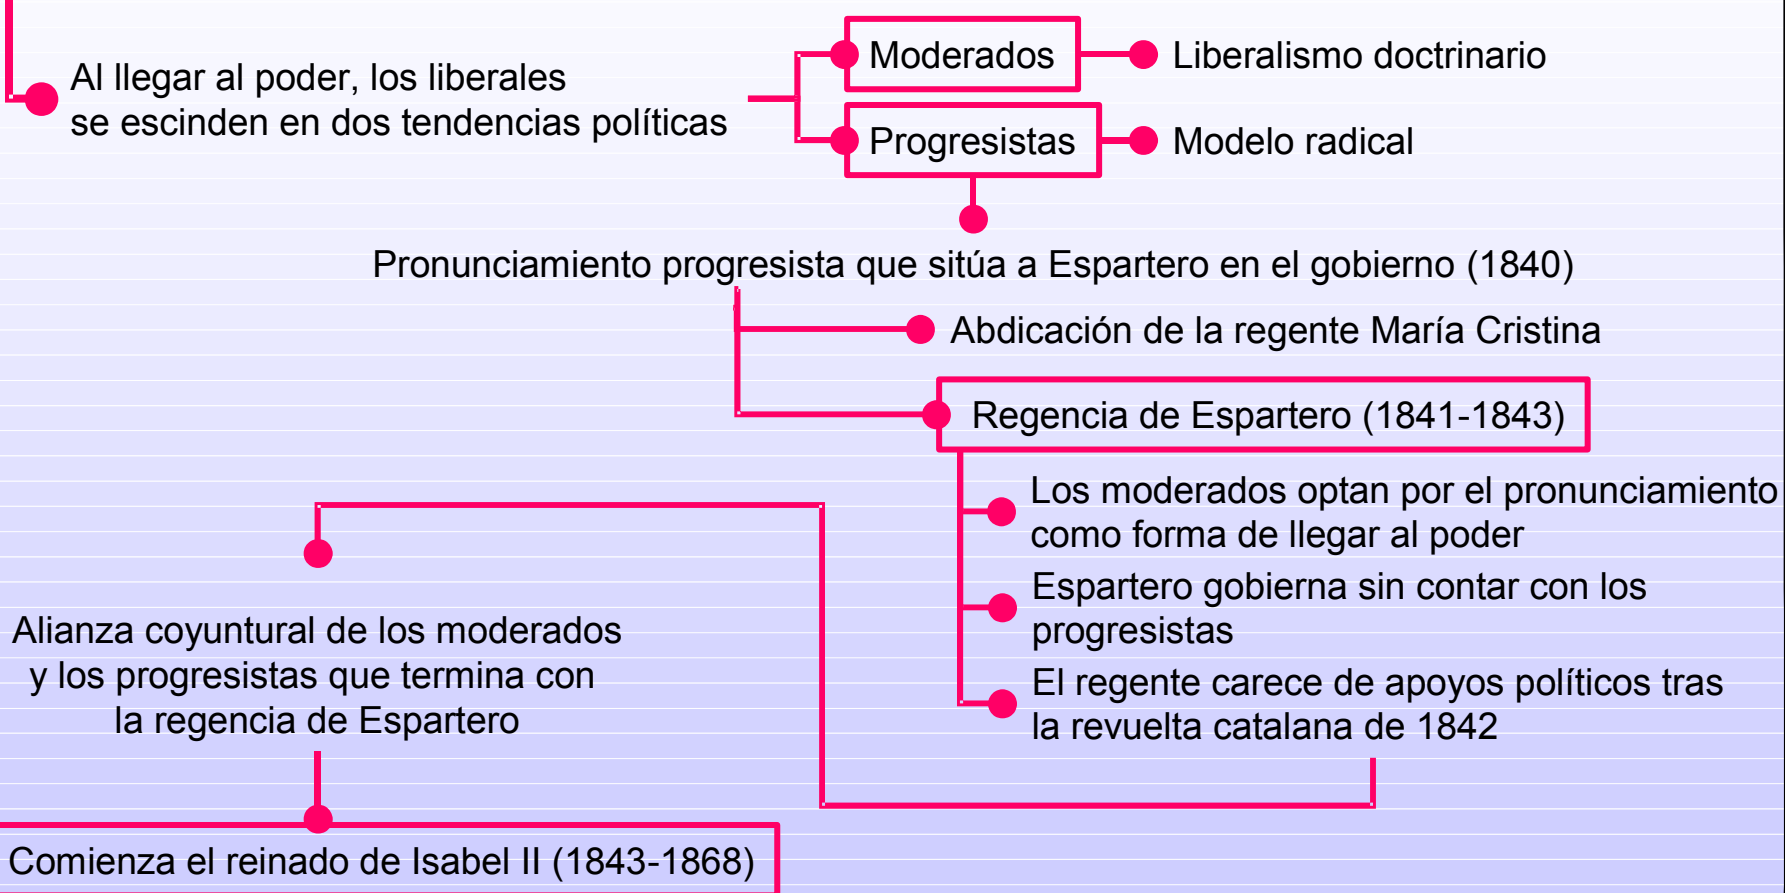 Al llegar al poder, los liberales
se escinden en dos tendencias políticas
Moderados
Liberalismo doctrinario
Progresistas
Modelo radical
Pronunciamiento progresista que sitúa a Espartero en el gobierno (1840)
Abdicación de la regente María Cristina
Regencia de Espartero (1841-1843)
Los moderados optan por el pronunciamiento
como forma de llegar al poder
Espartero gobierna sin contar con los
progresistas
El regente carece de apoyos políticos tras
la revuelta catalana de 1842
Alianza coyuntural de los moderados
y los progresistas que termina con
la regencia de Espartero
Comienza el reinado de Isabel II (1843-1868)